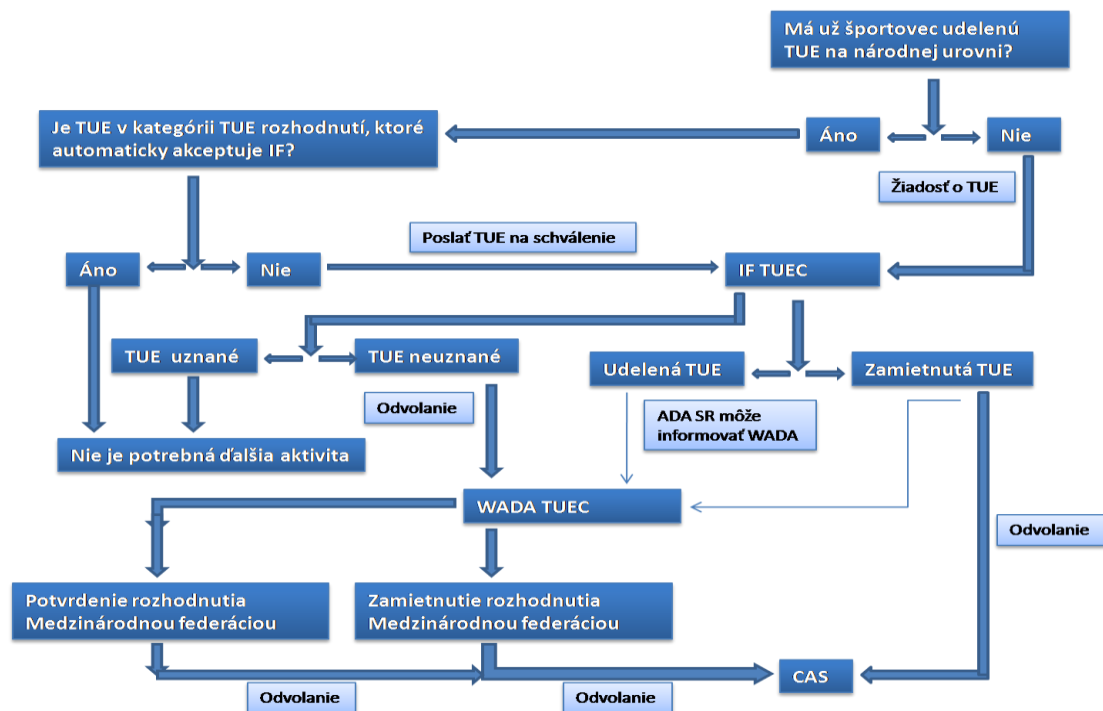 Má už športovec udelenú
TUE na národnej urovni?
Je TUE v kategórii TUE rozhodnutí, ktoré
automaticky akceptuje IF?
Áno
Nie
Žiadosť o TUE
Poslať TUE na schválenie
Áno
Nie
IF TUEC
TUE uznané
TUE neuznané
Udelená TUE
Zamietnutá TUE
Odvolanie
ADA SR môže
informovať WADA
Nie je potrebná ďalšia aktivita
WADA TUEC
Odvolanie
Potvrdenie rozhodnutia
Medzinárodnou federáciou
Zamietnutie rozhodnutia
Medzinárodnou federáciou
CAS
Odvolanie
Odvolanie